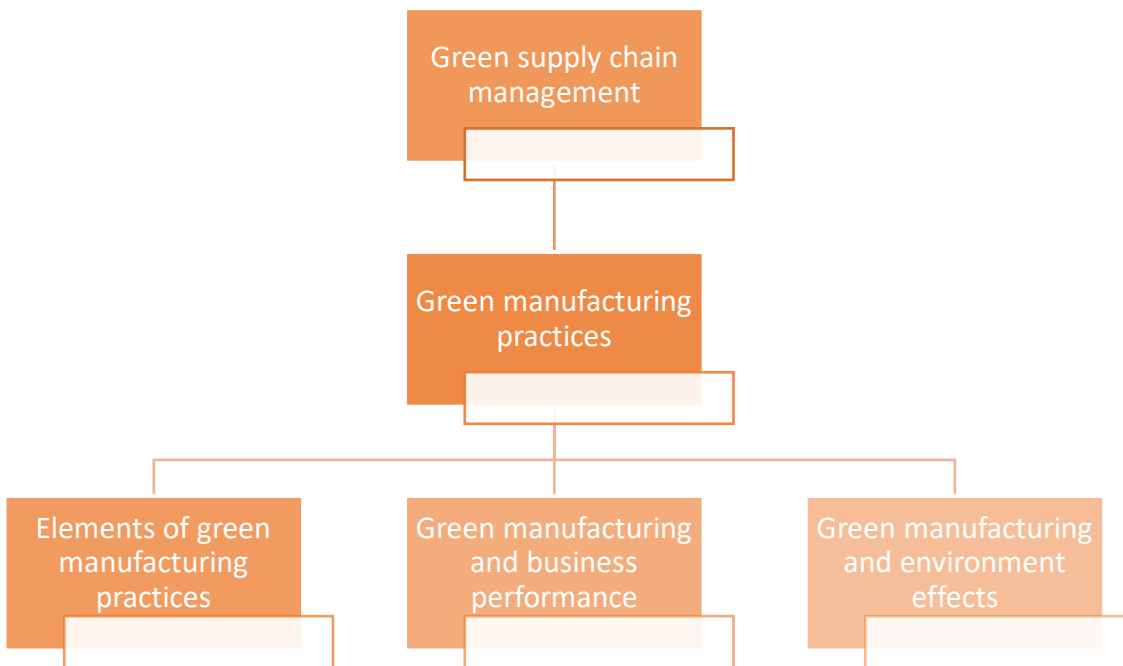 Green supply chain
management
Green manufacturing
practices
Elements of green
manufacturing
practices
Green manufacturing
and business
performance
Green manufacturing
and environment
effects